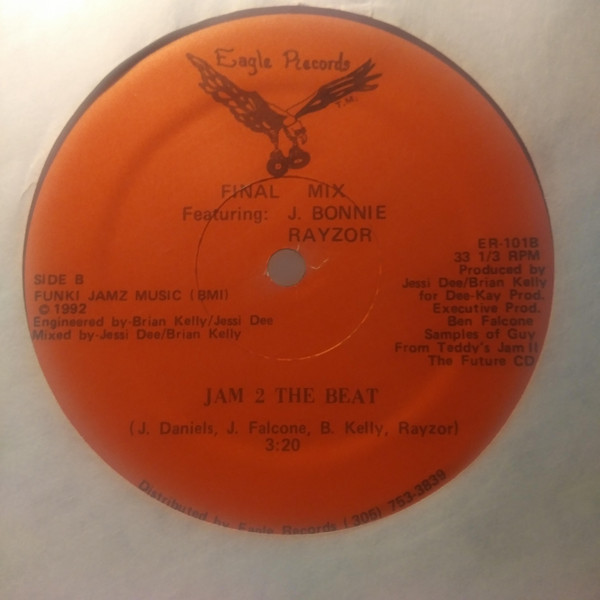 Eagle Records
T.M.
FINAL MIX
Featuring: J. BONNIE
RAYZOR
SIDE B
FUNKI JAMZ MUSIC (BMI)
©1992
Engineered by-Brian Kelly/Jessi Dee
Mixed by-Jessi Dee/Brian Kelly
ER-101B
33 1/3 RPM
Produced by
Jessi Dee/Brian Kelly
for Dee-Kay Prod.
Executive Prod.
Ben Falcone
Samples of Guy
From Teddy's Jam II
The Future CD
JAM 2 THE BEAT
(J. Daniels, J. Falcone, B. Kelly, Rayzor)
3:20
Distributed by Eagle Records (305) 753-3839